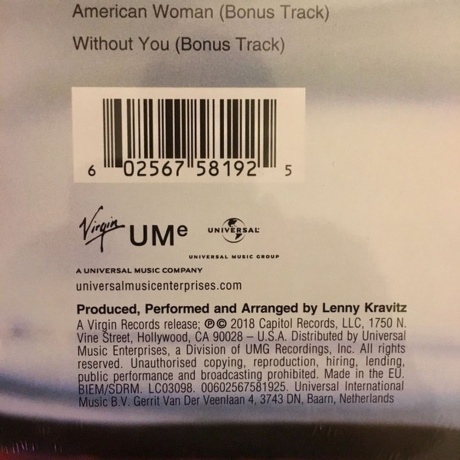 American Woman (Bonus Track)
Without You (Bonus Track)
6 02567 58192 5
Virgin UMe UNIVERSAL
UNIVERSAL MUSIC GROUP
A UNIVERSAL MUSIC COMPANY
universalmusicenterprises.com
Produced, Performed and Arranged by Lenny Kravitz
A Virgin Records release; ℗© 2018 Capitol Records, LLC, 1750 N.
Vine Street, Hollywood, CA 90028 – U.S.A. Distributed by Universal
Music Enterprises, a Division of UMG Recordings, Inc. All rights
reserved. Unauthorised copying, reproduction, hiring, lending,
public performance and broadcasting prohibited. Made in the EU.
BIEM/SDRM. LC03098. 00602567581925. Universal International
Music B.V. Gerrit Van Der Veenlaan 4, 3743 DN, Baarn, Netherlands